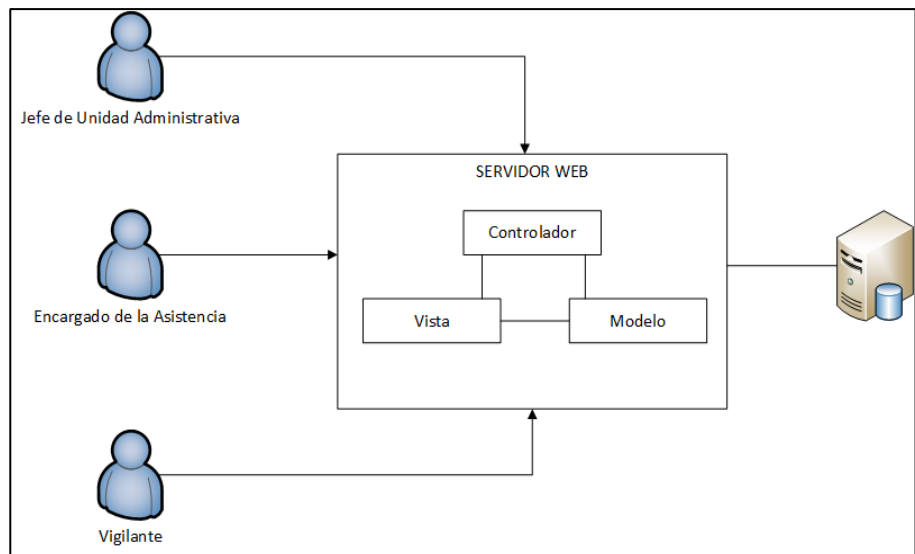 Jefe de Unidad Administrativa
SERVIDOR WEB
Controlador
Encargado de la Asistencia
Vista
Modelo
Vigilante